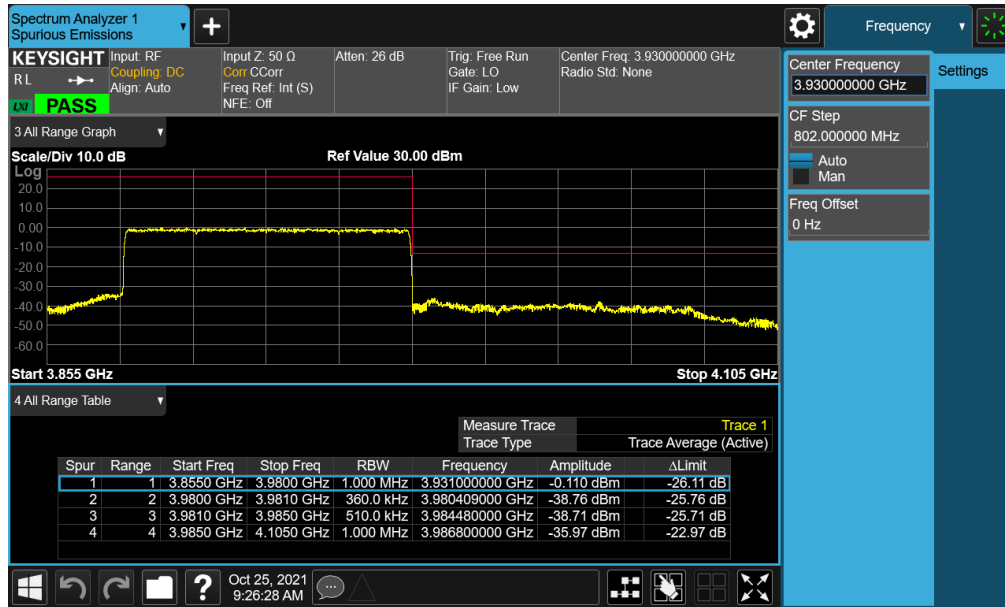 Spectrum Analyzer 1
Spurious Emissions
Frequency
KEYSIGHT
R L
LXI
PASS
Input: RF
Coupling: DC
Align: Auto
Input Z: 50 Ω
Corr CCorr
Freq Ref: Int (S)
NFE: Off
Atten: 26 dB
Trig: Free Run
Gate: LO
IF Gain: Low
Center Freq: 3.930000000 GHz
Radio Std: None
Center Frequency
3.930000000 GHz
Settings
CF Step
802.000000 MHz
Auto
Man
Freq Offset
0 Hz
3 All Range Graph
Scale/Div 10.0 dB
Ref Value 30.00 dBm
Log
20.0
10.0
0.00
-10.0
-20.0
-30.0
-40.0
-50.0
-60.0
Start 3.855 GHz
Stop 4.105 GHz
4 All Range Table
Measure Trace Trace 1
Trace Type Trace Average (Active)
Spur Range Start Freq Stop Freq RBW Frequency Amplitude ΔLimit
1 1 3.8550 GHz 3.9800 GHz 1.000 MHz 3.931000000 GHz -0.110 dBm -26.11 dB
2 2 3.9800 GHz 3.9810 GHz 360.0 kHz 3.980409000 GHz -38.76 dBm -25.76 dB
3 3 3.9810 GHz 3.9850 GHz 510.0 kHz 3.984480000 GHz -38.71 dBm -25.71 dB
4 4 3.9850 GHz 4.1050 GHz 1.000 MHz 3.986800000 GHz -35.97 dBm -22.97 dB
Oct 25, 2021
9:26:28 AM